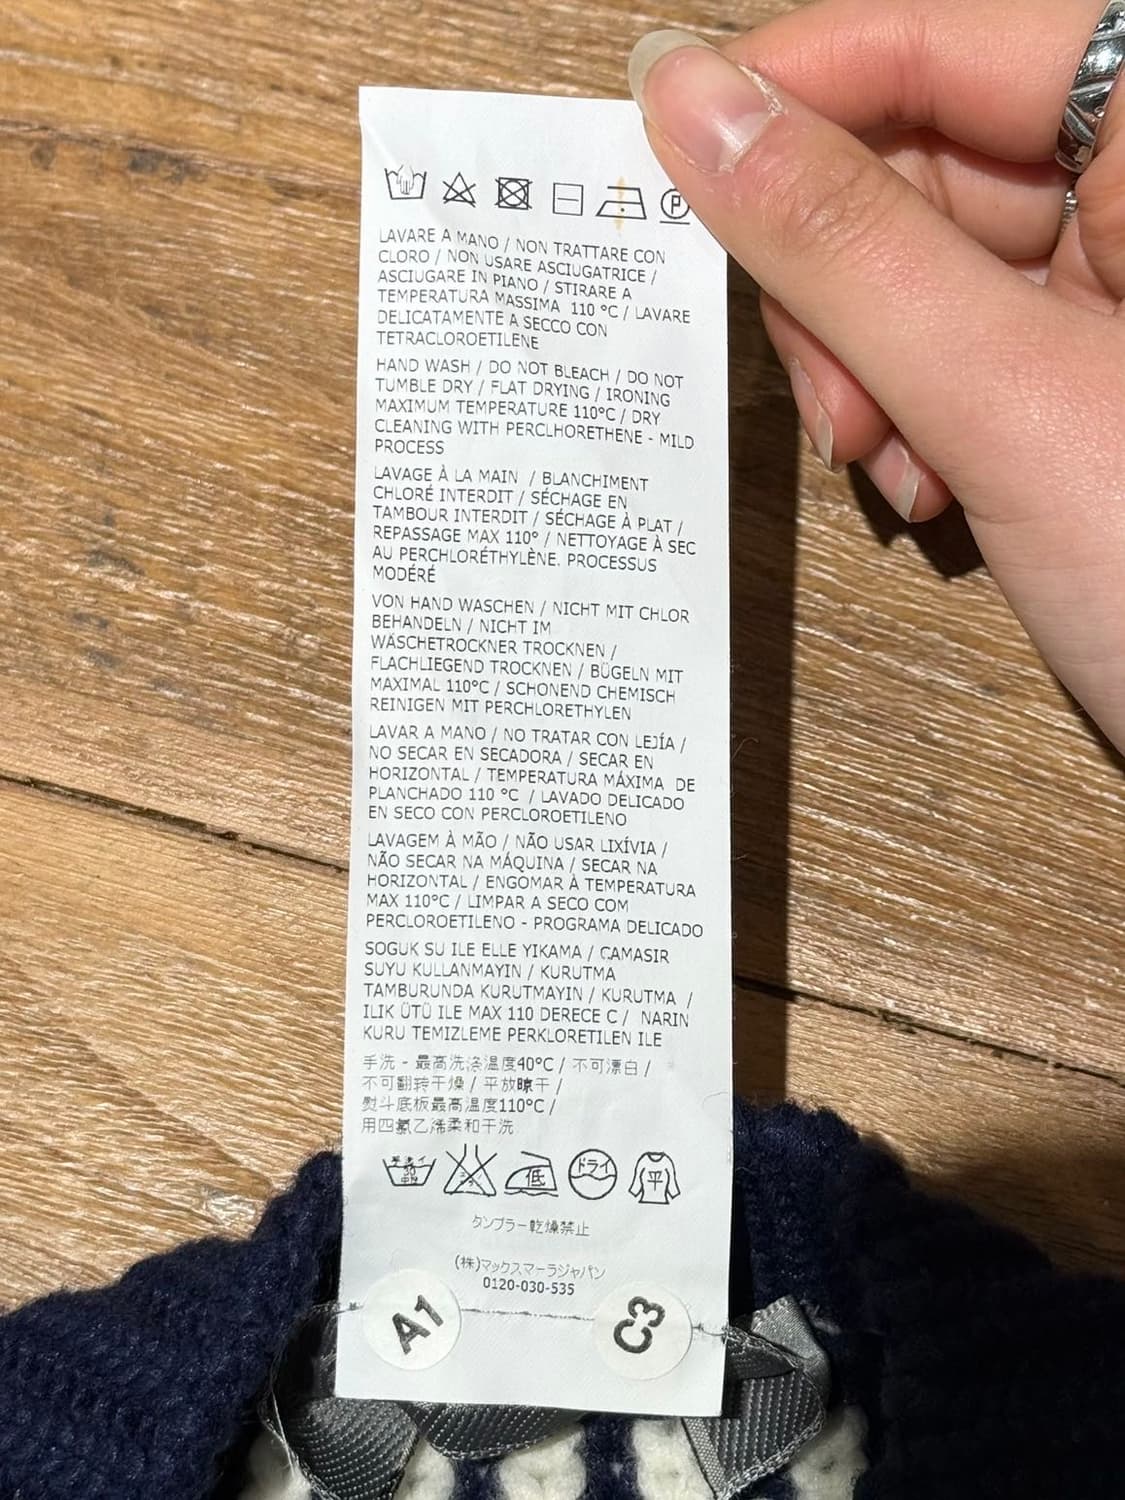 P
LAVARE A MANO / NON TRATTARE CON
CLORO / NON USARE ASCIUGATRICE /
ASCIUGARE IN PIANO / STIRARE A
TEMPERATURA MASSIMA 110 °C / LAVARE
DELICATAMENTE A SECCO CON
TETRACLOROETILENE
HAND WASH / DO NOT BLEACH / DO NOT
TUMBLE DRY / FLAT DRYING / IRONING
MAXIMUM TEMPERATURE 110°C / DRY
CLEANING WITH PERCLHORETHENE - MILD
PROCESS
LAVAGE À LA MAIN / BLANCHIMENT
CHLORÉ INTERDIT / SÉCHAGE EN
TAMBOUR INTERDIT / SÉCHAGE À PLAT /
REPASSAGE MAX 110° / NETTOYAGE À SEC
AU PERCHLORÉTHYLÈNE. PROCESSUS
MODÉRÉ
VON HAND WASCHEN / NICHT MIT CHLOR
BEHANDELN / NICHT IM
WÄSCHETROCKNER TROCKNEN /
FLACHLIEGEND TROCKNEN / BÜGELN MIT
MAXIMAL 110°C / SCHONEND CHEMISCH
REINIGEN MIT PERCHLORETHYLEN
LAVAR A MANO / NO TRATAR CON LEJÍA /
NO SECAR EN SECADORA / SECAR EN
HORIZONTAL / TEMPERATURA MÁXIMA DE
PLANCHADO 110 °C / LAVADO DELICADO
EN SECO CON PERCLOROETILENO
LAVAGEM À MÃO / NÃO USAR LIXÍVIA /
NÃO SECAR NA MÁQUINA / SECAR NA
HORIZONTAL / ENGOMAR À TEMPERATURA
MAX 110°C / LIMPAR A SECO COM
PERCLOROETILENO - PROGRAMA DELICADO
SOGUK SU ILE ELLE YIKAMA / CAMASIR
SUYU KULLANMAYIN / KURUTMA
TAMBURUNDA KURUTMAYIN / KURUTMA /
ILIK ÜTÜ ILE MAX 110 DERECE C / NARIN
KURU TEMIZLEME PERKLORETILEN ILE
手洗 - 最高洗涤温度40°C / 不可漂白 /
不可翻转干燥 / 平放晾干 /
熨斗底板最高温度110°C /
用四氯乙烯柔和干洗
手洗イ 30 中性 低 ドライ 平
タンブラー乾燥禁止
(株)マックスマーラジャパン
0120-030-535
A1 C3